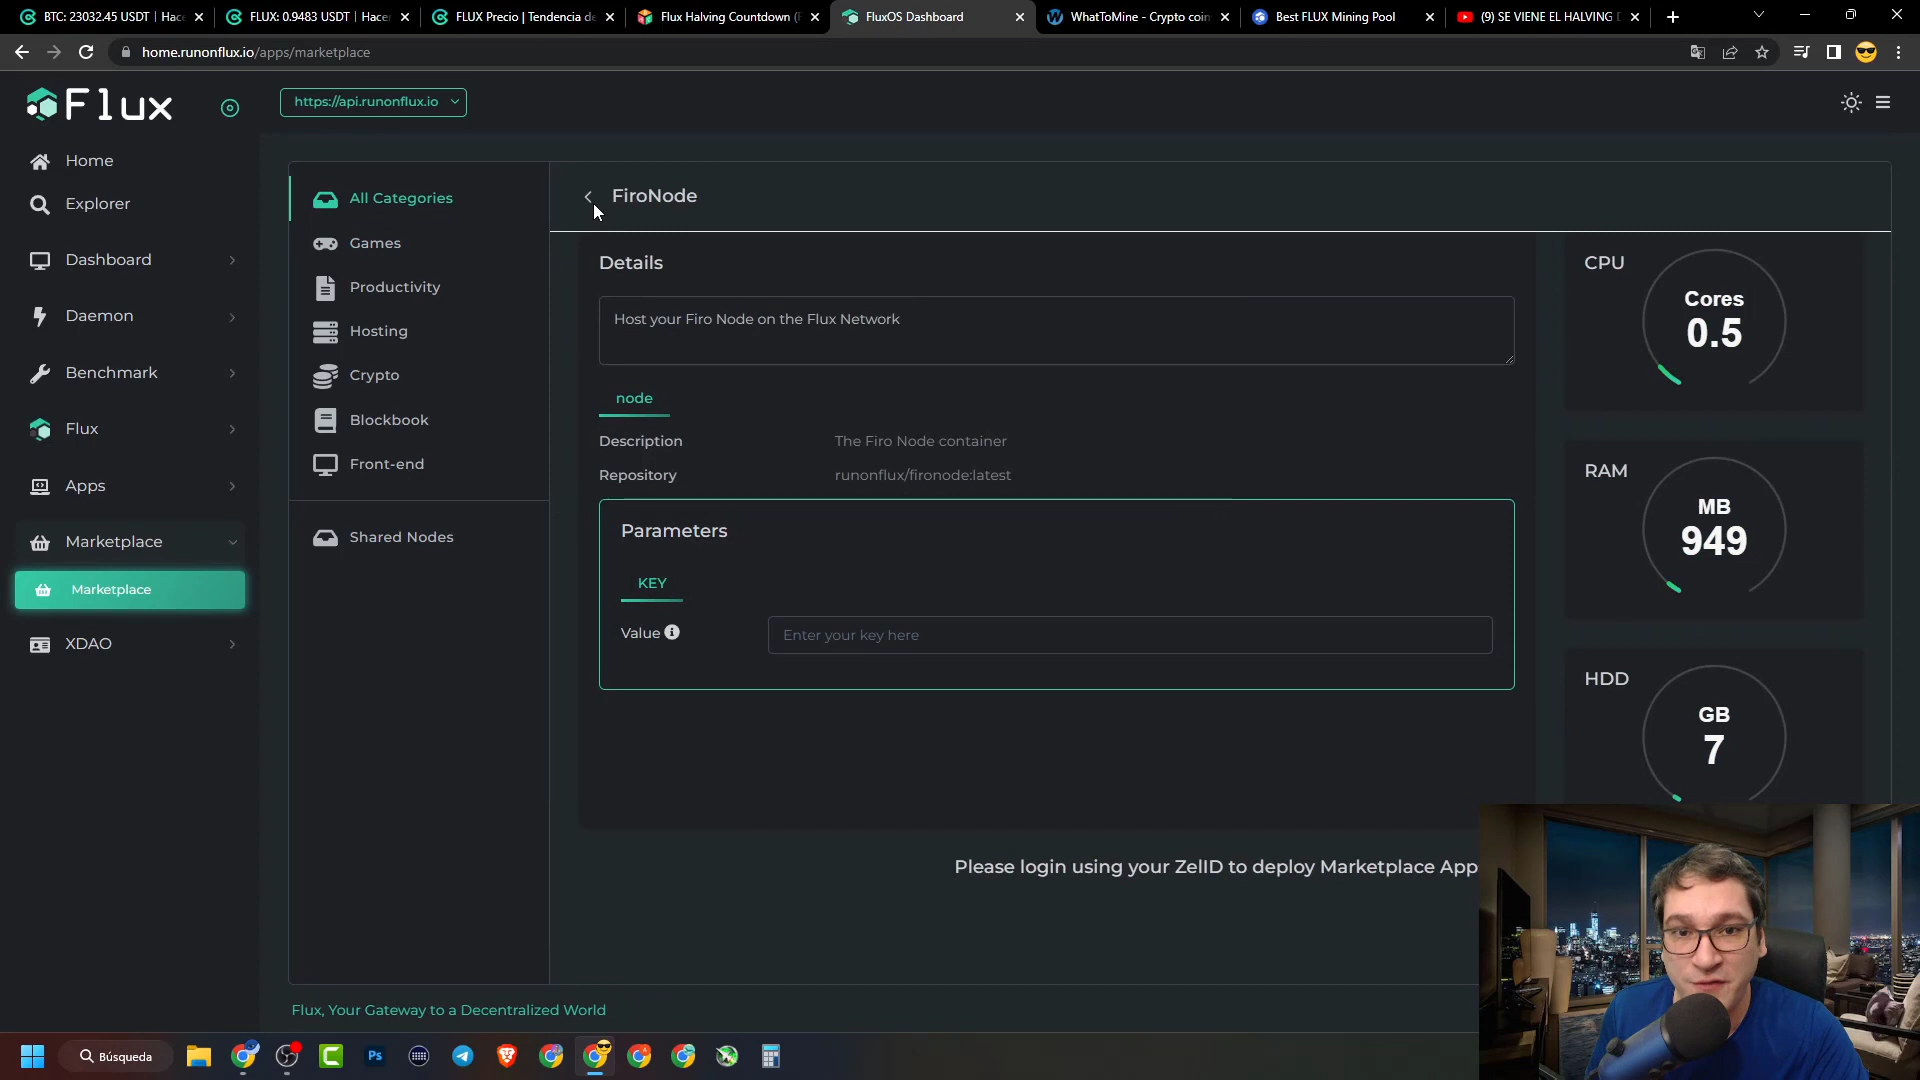 BTC: 23032.45 USDT | Hace
FLUX: 0.9483 USDT | Hacer
FLUX Precio | Tendencia de
Flux Halving Countdown (F
FluxOS Dashboard
WhatToMine - Crypto coin
Best FLUX Mining Pool
(9) SE VIENE EL HALVING D
home.runonflux.io/apps/marketplace
Flux
https://api.runonflux.io
Home
Explorer
Dashboard
Daemon
Benchmark
Flux
Apps
Marketplace
Marketplace
XDAO
All Categories
Games
Productivity
Hosting
Crypto
Blockbook
Front-end
Shared Nodes
FiroNode
Details
Host your Firo Node on the Flux Network
node
Description The Firo Node container
Repository runonflux/fironode:latest
Parameters
KEY
Value Enter your key here
CPU
Cores
0.5
RAM
MB
949
HDD
GB
7
Please login using your ZelID to deploy Marketplace App
Flux, Your Gateway to a Decentralized World
Búsqueda
Ps